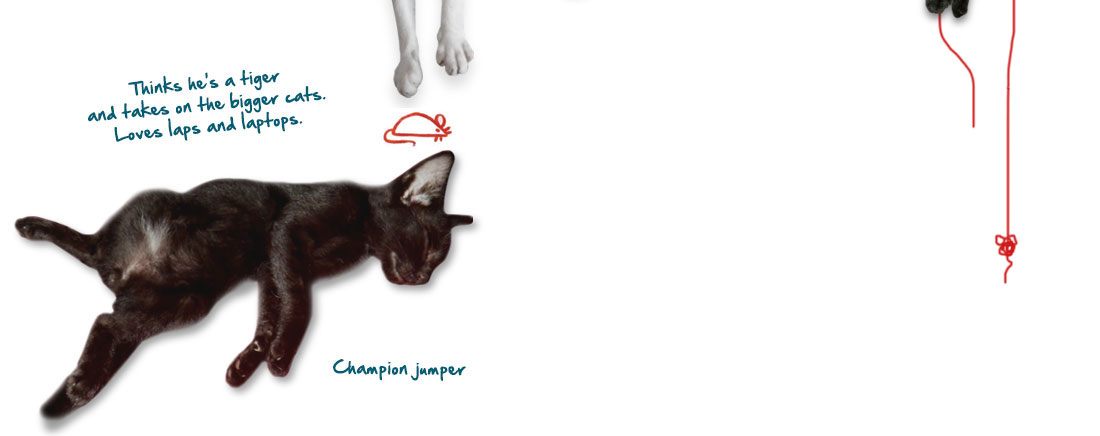 Thinks he's a tiger
and takes on the bigger cats.
Loves laps and laptops.
Champion jumper